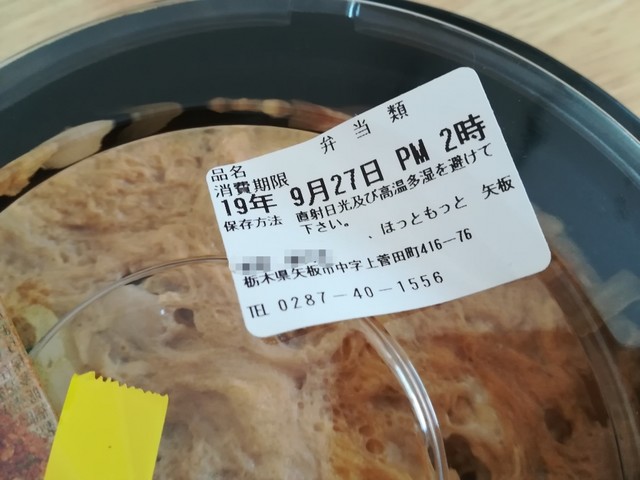 品名
弁当類
消費期限
19年 9月27日 PM 2時
保存方法 直射日光及び高温多湿を避けて
下さい。
、ほっともっと 矢板
栃木県矢板市中字上菅田町416-76
TEL 0287-40-1556